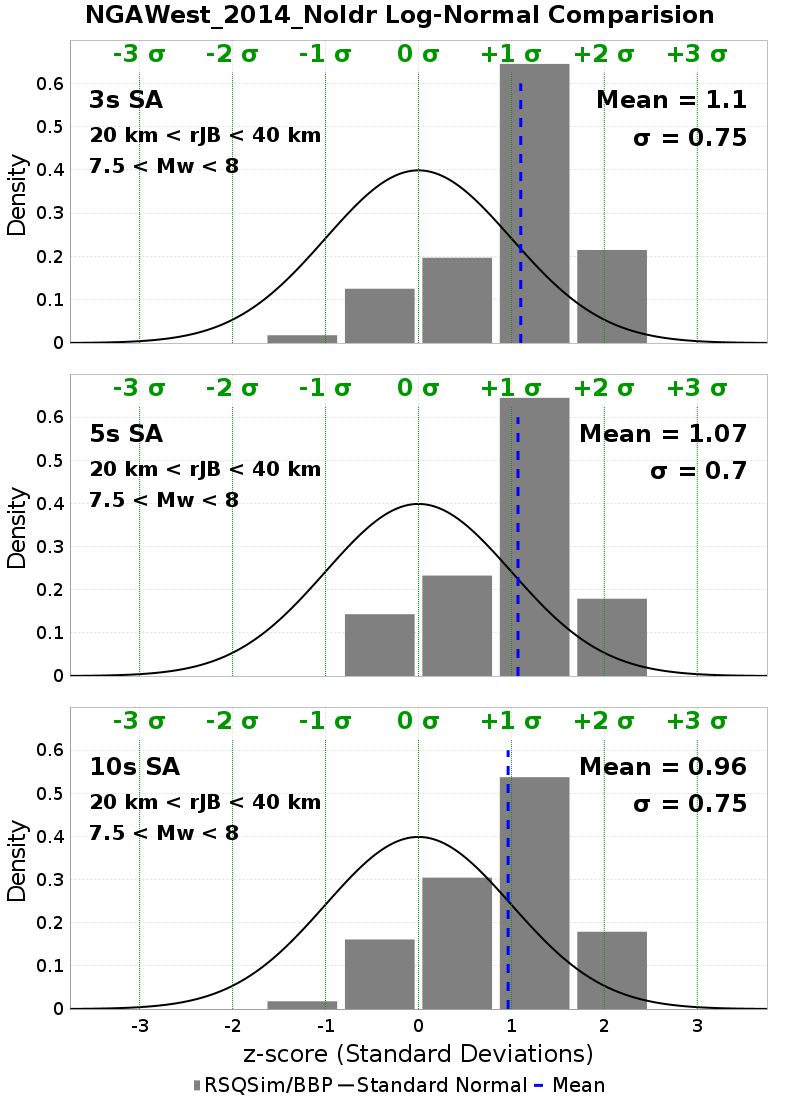 NGAWest_2014_NoIdr Log-Normal Comparision
-3 σ -2 σ -1 σ 0 σ +1 σ +2 σ +3 σ
0.6
3s SA Mean = 1.1
0.5
20 km < rJB < 40 km σ = 0.75
0.4
7.5 < Mw < 8
Density
0.3
0.2
0.1
0
-3 σ -2 σ -1 σ 0 σ +1 σ +2 σ +3 σ
0.6
5s SA Mean = 1.07
0.5
20 km < rJB < 40 km σ = 0.7
0.4
7.5 < Mw < 8
Density
0.3
0.2
0.1
0
-3 σ -2 σ -1 σ 0 σ +1 σ +2 σ +3 σ
0.6
10s SA Mean = 0.96
0.5
20 km < rJB < 40 km σ = 0.75
0.4
7.5 < Mw < 8
Density
0.3
0.2
0.1
0
-3 -2 -1 0 1 2 3
z-score (Standard Deviations)
RSQSim/BBP Standard Normal Mean